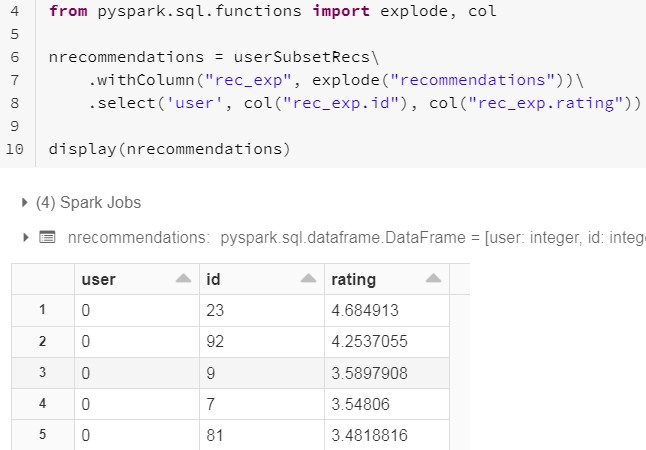 4 from pyspark.sql.functions import explode, col
5
6 nrecommendations = userSubsetRecs\
7 .withColumn("rec_exp", explode("recommendations"))\
8 .select('user', col("rec_exp.id"), col("rec_exp.rating"))
9
10 display(nrecommendations)
(4) Spark Jobs
nrecommendations: pyspark.sql.dataframe.DataFrame = [user: integer, id: integ
user id rating
1 0 23 4.684913
2 0 92 4.2537055
3 0 9 3.5897908
4 0 7 3.54806
5 0 81 3.4818816